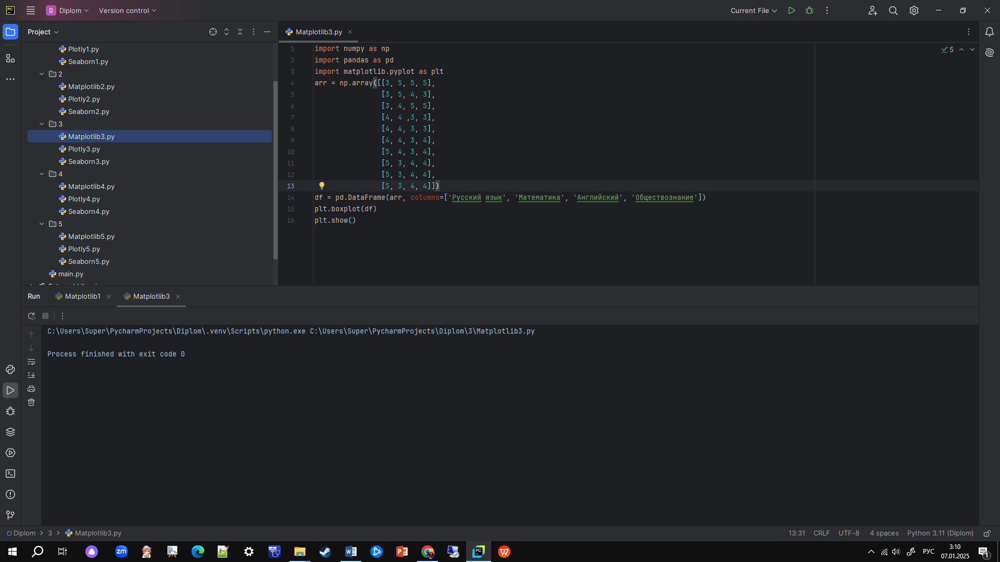 PC
D Diplom
Version control
Current File
Project
Plotly1.py
Seaborn1.py
2
Matplotlib2.py
Plotly2.py
Seaborn2.py
3
Matplotlib3.py
Plotly3.py
Seaborn3.py
4
Matplotlib4.py
Plotly4.py
Seaborn4.py
5
Matplotlib5.py
Plotly5.py
Seaborn5.py
main.py
Matplotlib3.py
5
1 import numpy as np
2 import pandas as pd
3 import matplotlib.pyplot as plt
4 arr = np.array([[3, 5, 5, 5],
5 [3, 5, 4, 3],
6 [3, 4, 5, 5],
7 [4, 4 ,3, 3],
8 [4, 4, 3, 3],
9 [4, 4, 3, 4],
10 [5, 4, 3, 4],
11 [5, 3, 4, 4],
12 [5, 3, 4, 4],
13 [5, 3, 4, 4]])
14 df = pd.DataFrame(arr, columns=['Русский язык', 'Математика', 'Английский', 'Обществознание'])
15 plt.boxplot(df)
16 plt.show()
Run
Matplotlib1
Matplotlib3
C:\Users\Super\PycharmProjects\Diplom\.venv\Scripts\python.exe C:\Users\Super\PycharmProjects\Diplom\3\Matplotlib3.py
Process finished with exit code 0
Diplom > 3 > Matplotlib3.py
13:31 CRLF UTF-8 4 spaces Python 3.11 (Diplom)
zm
PC
РУС
3:10
07.01.2025
1